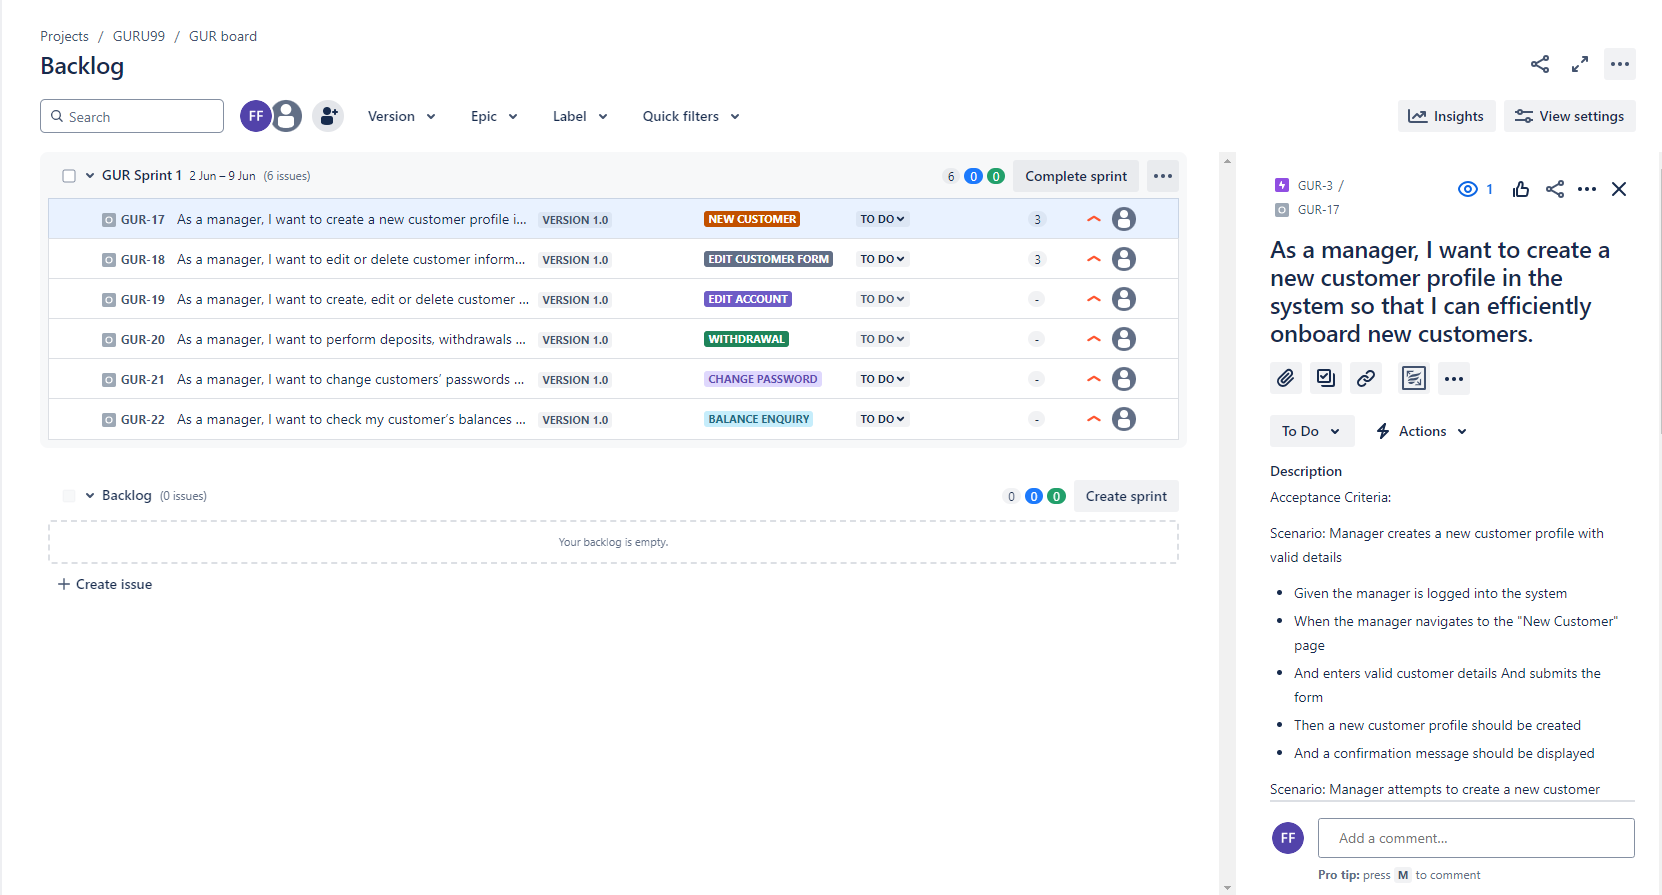 Projects / GURU99 / GUR board
Backlog
Search
FF
Version
Epic
Label
Quick filters
Insights
View settings
GUR Sprint 1 2 Jun – 9 Jun (6 issues)
6 0 0 Complete sprint
GUR-17 As a manager, I want to create a new customer profile i... VERSION 1.0 NEW CUSTOMER TO DO 3
GUR-18 As a manager, I want to edit or delete customer inform... VERSION 1.0 EDIT CUSTOMER FORM TO DO 3
GUR-19 As a manager, I want to create, edit or delete customer ... VERSION 1.0 EDIT ACCOUNT TO DO -
GUR-20 As a manager, I want to perform deposits, withdrawals ... VERSION 1.0 WITHDRAWAL TO DO -
GUR-21 As a manager, I want to change customers’ passwords ... VERSION 1.0 CHANGE PASSWORD TO DO -
GUR-22 As a manager, I want to check my customer’s balances ... VERSION 1.0 BALANCE ENQUIRY TO DO -
Backlog (0 issues)
0 0 0 Create sprint
Your backlog is empty.
+ Create issue
GUR-3 /
GUR-17
1
As a manager, I want to create a
new customer profile in the
system so that I can efficiently
onboard new customers.
To Do
Actions
Description
Acceptance Criteria:
Scenario: Manager creates a new customer profile with
valid details
• Given the manager is logged into the system
• When the manager navigates to the "New Customer"
page
• And enters valid customer details And submits the
form
• Then a new customer profile should be created
• And a confirmation message should be displayed
Scenario: Manager attempts to create a new customer
FF
Add a comment...
Pro tip: press M to comment